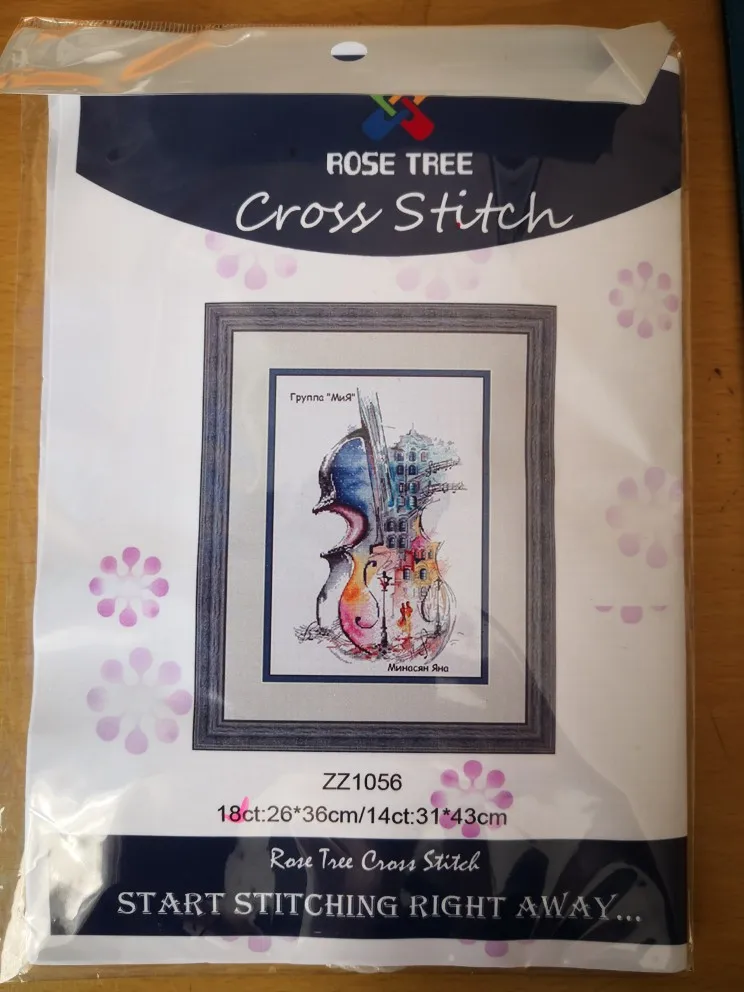 ROSE TREE
Cross Stitch
Группа "МиЯ"
Минасян Яна
ZZ1056
18ct:26*36cm/14ct:31*43cm
Rose Tree Cross Stitch
START STITCHING RIGHT AWAY...